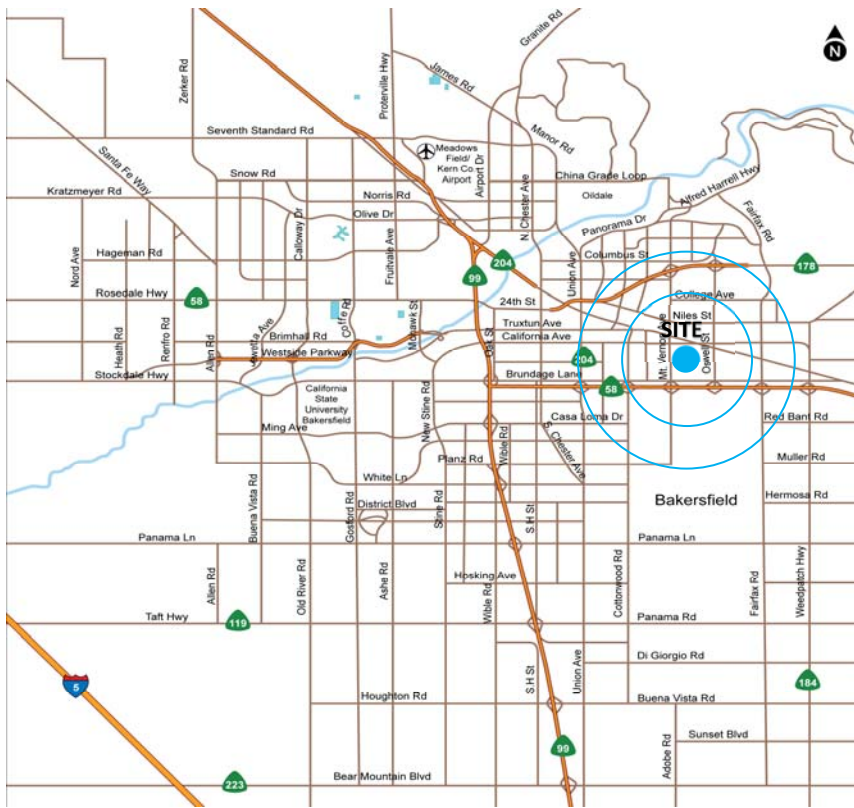 Granite Rd
N
Zerker Rd
Proterville Hwy
James Rd
Seventh Standard Rd
Manor Rd
Meadows
Field/
Kern Co.
Airport
Airport Dr
Santa Fe Way
Snow Rd
China Grade Loop
Alfred Harrell Hwy
Kratzmeyer Rd
Norris Rd
Oildale
N. Chester Ave
Olive Dr
Panorama Dr
Fairfax Rd
Calloway Dr
Fruitvale Ave
Union Ave
Columbus St
Nord Ave
Hageman Rd
204
178
99
Rosedale Hwy
58
24th St
College Ave
Coffe Rd
Mohawk St
Niles St
Truxtun Ave
SITE
Heath Rd
Renfro Rd
Allen Rd
Jewetta Ave
Brimhall Rd
Oak St
California Ave
Mt. Vernon Ave
Oswell St
Westside Parkway
204
Stockdale Hwy
Brundage Lane
58
California
State
University
Bakersfield
New Stine Rd
Casa Loma Dr
Red Bant Rd
Ming Ave
Wible Rd
S. Chester Ave
Planz Rd
Muller Rd
White Ln
Buena Vista Rd
Gosford Rd
District Blvd
Stine Rd
S H St
Bakersfield
Hermosa Rd
Panama Ln
Panama Ln
Allen Rd
Old River Rd
Ashe Rd
Hosking Ave
Wible Rd
Cottonwood Rd
Fairfax Rd
Weedpatch Hwy
Taft Hwy
119
Panama Rd
Di Giorgio Rd
5
S H St
Union Ave
184
Houghton Rd
Buena Vista Rd
99
Adobe Rd
Sunset Blvd
Bear Mountain Blvd
223